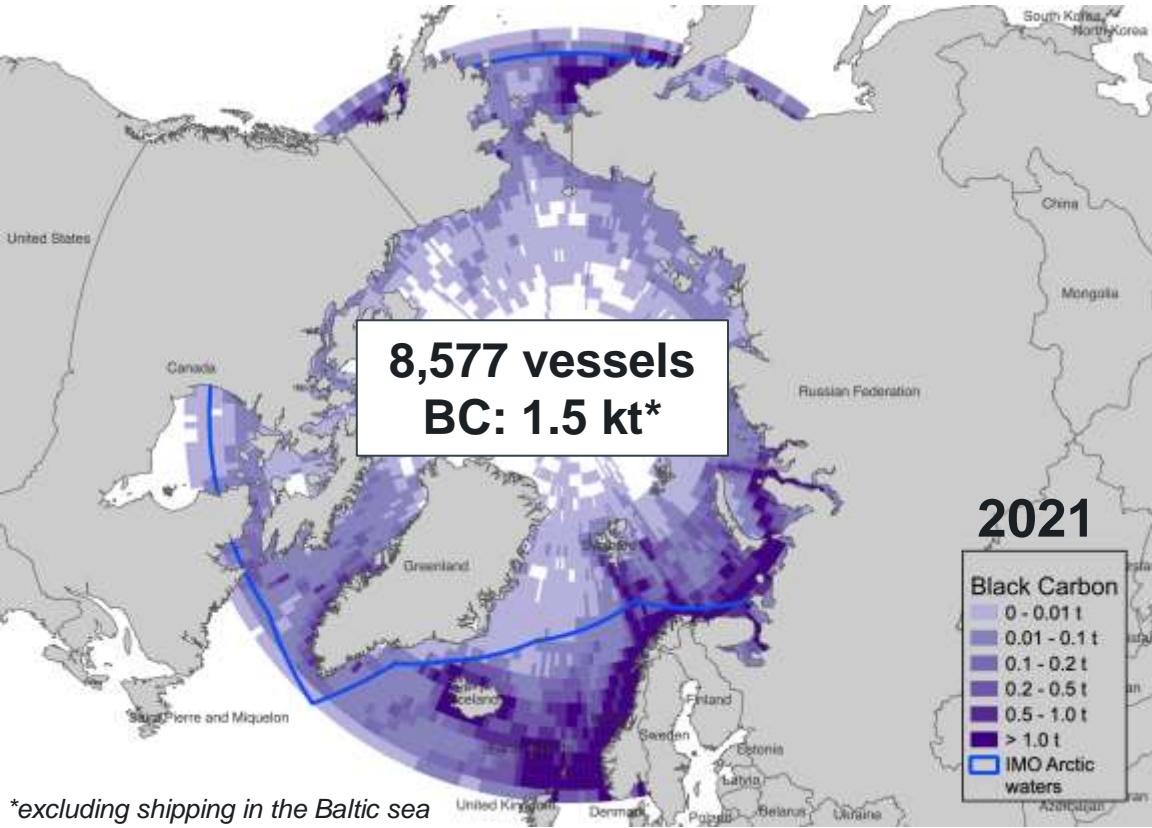 South Korea
North Korea
China
United States
Mongolia
Canada
8,577 vessels
BC: 1.5 kt*
Russian Federation
2021
Greenland
Black Carbon
0 - 0.01 t
0.01 - 0.1 t
0.1 - 0.2 t
0.2 - 0.5 t
0.5 - 1.0 t
> 1.0 t
IMO Arctic
waters
Iceland
Finland
Saint Pierre and Miquelon
Sweden
Estonia
Latvia
*excluding shipping in the Baltic sea
United Kingdom
Denmark
Poland
Belarus
Ukraine
Azerbaijan